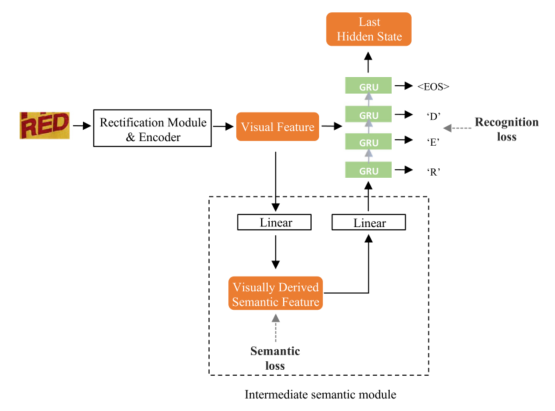 Last
Hidden State
GRU
<EOS>
GRU
'D'
Recognition
loss
GRU
'E'
GRU
'R'
RED
Rectification Module
& Encoder
Visual Feature
Linear
Linear
Visually Derived
Semantic Feature
Semantic
loss
Intermediate semantic module